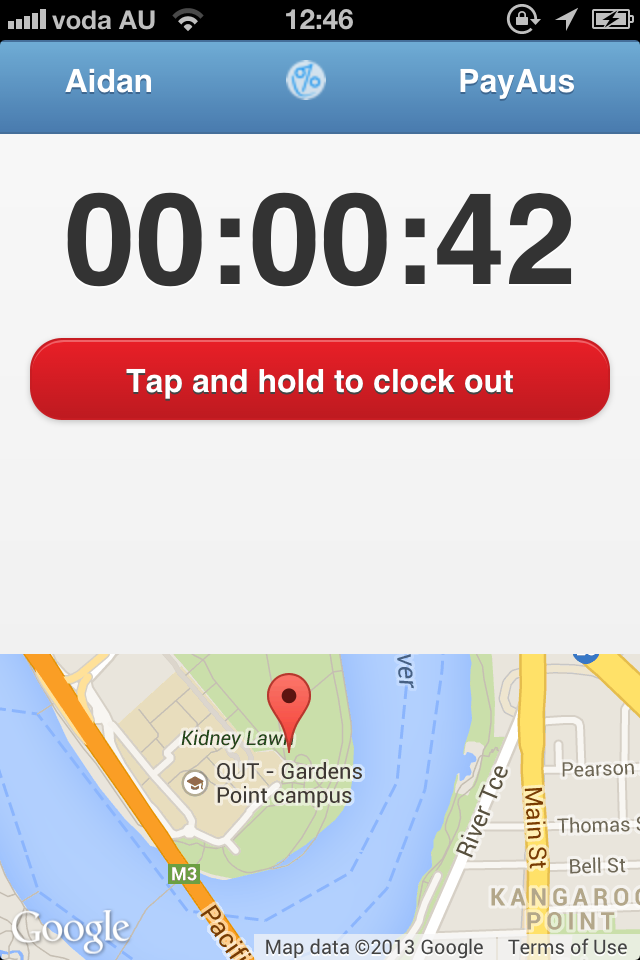 voda AU 12:46
Aidan % PayAus
00:00:42
Tap and hold to clock out
ver
Kidney Lawn
QUT - Gardens
Point campus
River Tce
Main St
Pearson
Thomas S
Bell St
KANGAROO
POINT
M3
Pacifi
Google
Map data ©2013 Google
Terms of Use